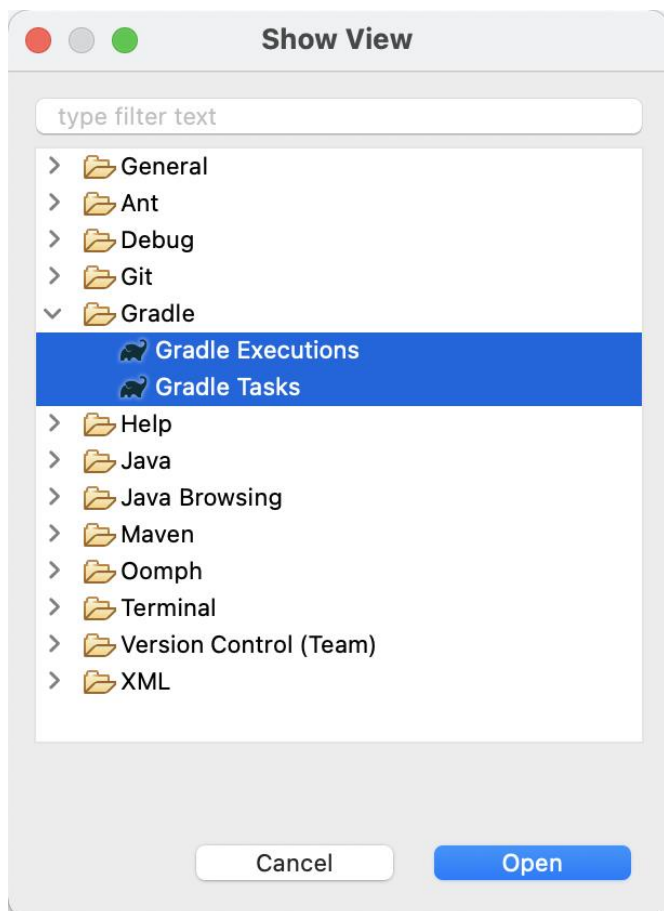 Show View
type filter text
General
Ant
Debug
Git
Gradle
Gradle Executions
Gradle Tasks
Help
Java
Java Browsing
Maven
Oomph
Terminal
Version Control (Team)
XML
Cancel Open